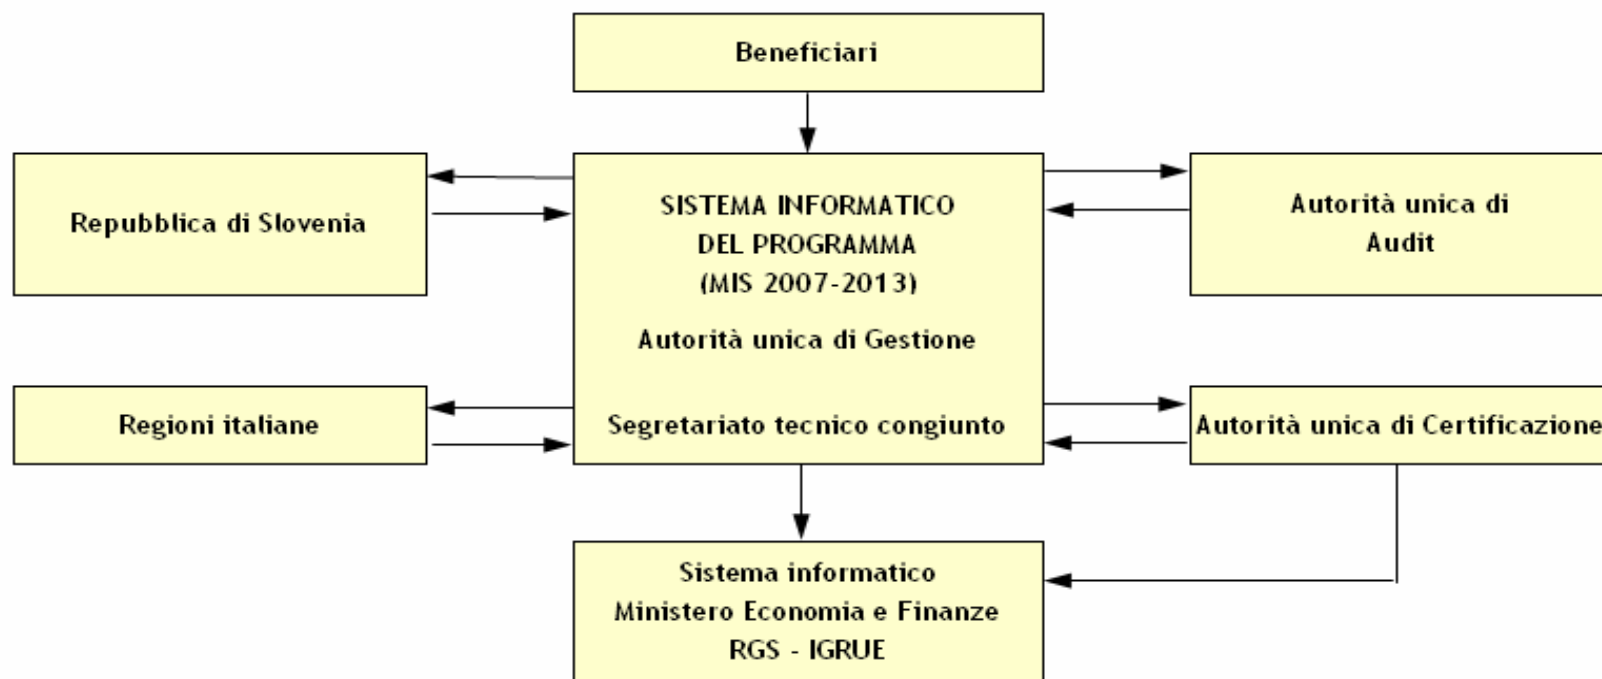 Beneficiari
Repubblica di Slovenia
SISTEMA INFORMATICO
DEL PROGRAMMA
(MIS 2007-2013)
Autorità unica di Gestione
Segretariato tecnico congiunto
Autorità unica di
Audit
Regioni italiane
Autorità unica di Certificazione
Sistema informatico
Ministero Economia e Finanze
RGS - IGRUE